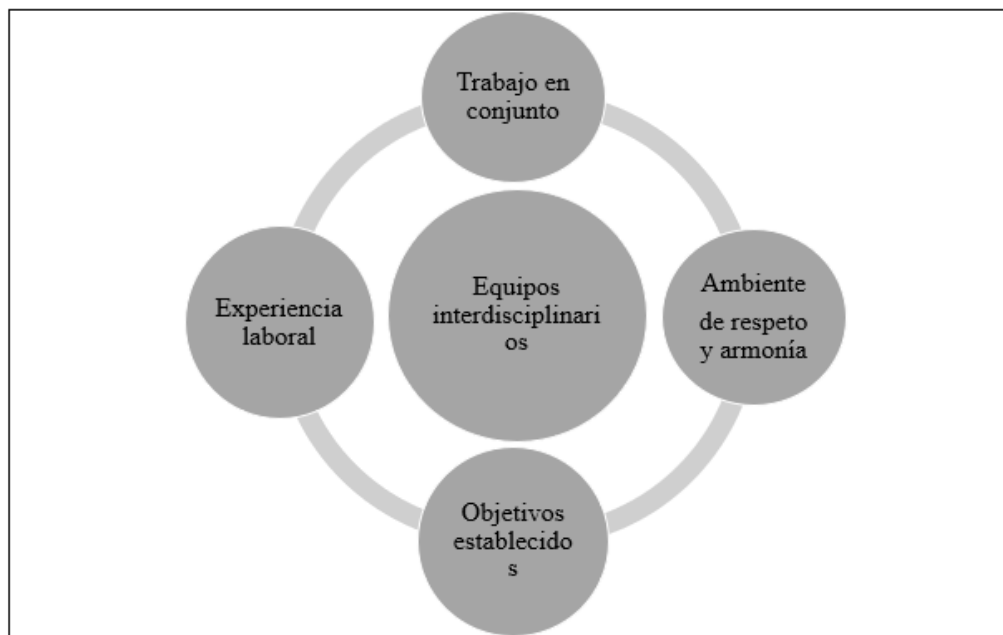 Trabajo en
conjunto
Experiencia
laboral
Equipos
interdisciplinari
os
Ambiente
de respeto
y armonía
Objetivos
establecido
s